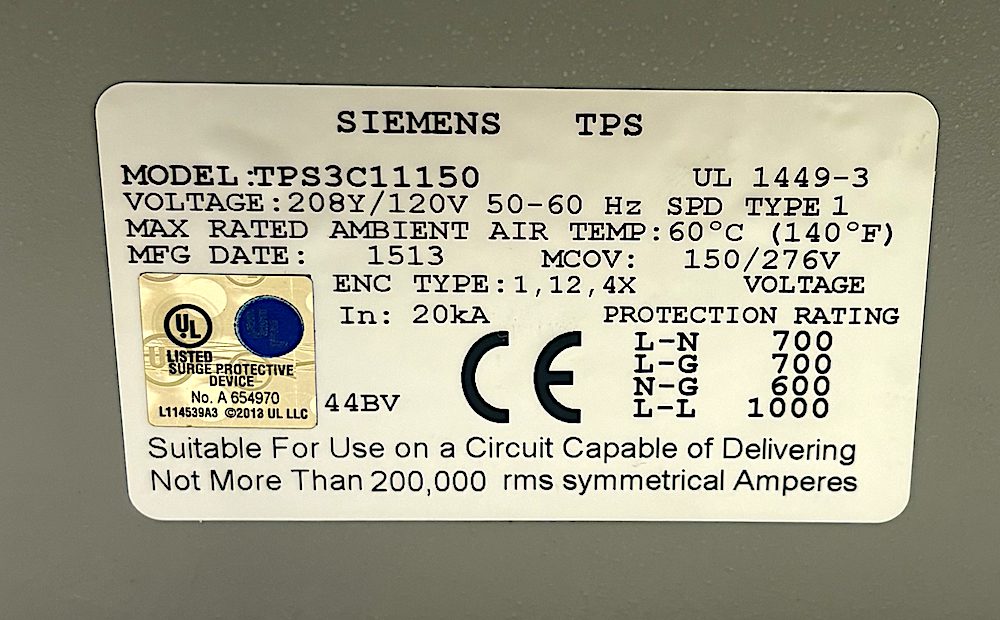 SIEMENS TPS
MODEL:TPS3C11150 UL 1449-3
VOLTAGE:208Y/120V 50-60 Hz SPD TYPE 1
MAX RATED AMBIENT AIR TEMP:60°C (140°F)
MFG DATE: 1513 MCOV: 150/276V
ENC TYPE:1,12,4X VOLTAGE
In: 20kA PROTECTION RATING
L-N 700
L-G 700
N-G 600
L-L 1000
CE
UL UL
LISTED
SURGE PROTECTIVE
DEVICE
No. A 654970
L114539A3 ©2013 UL LLC
44BV
Suitable For Use on a Circuit Capable of Delivering
Not More Than 200,000 rms symmetrical Amperes